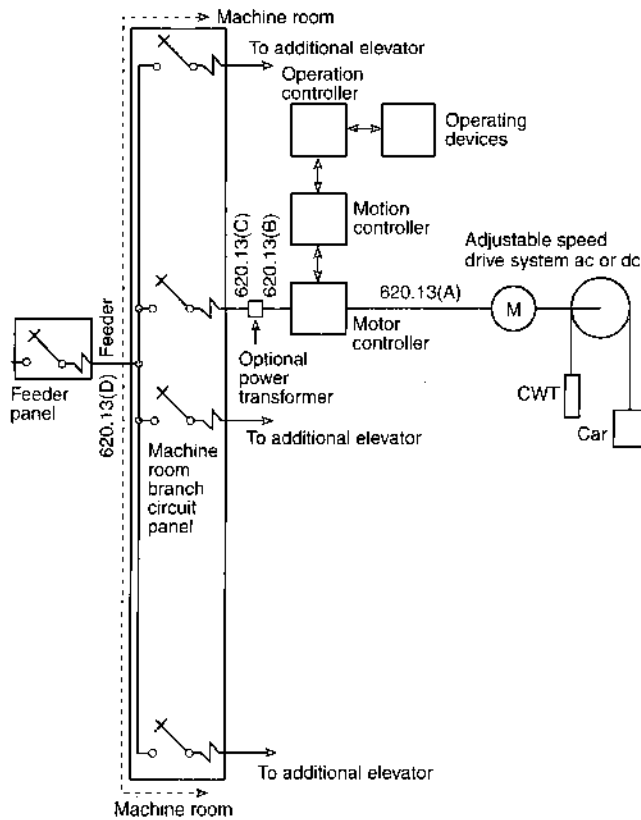 Machine room
To additional elevator
Operation
controller
Operating
devices
620.13(C)
620.13(B)
Motion
controller
Adjustable speed
drive system ac or dc
620.13(A)
M
Feeder
Motor
controller
Optional
power
transformer
Feeder
panel
620.13(D)
CWT
Car
To additional elevator
Machine
room
branch
circuit
panel
To additional elevator
Machine room